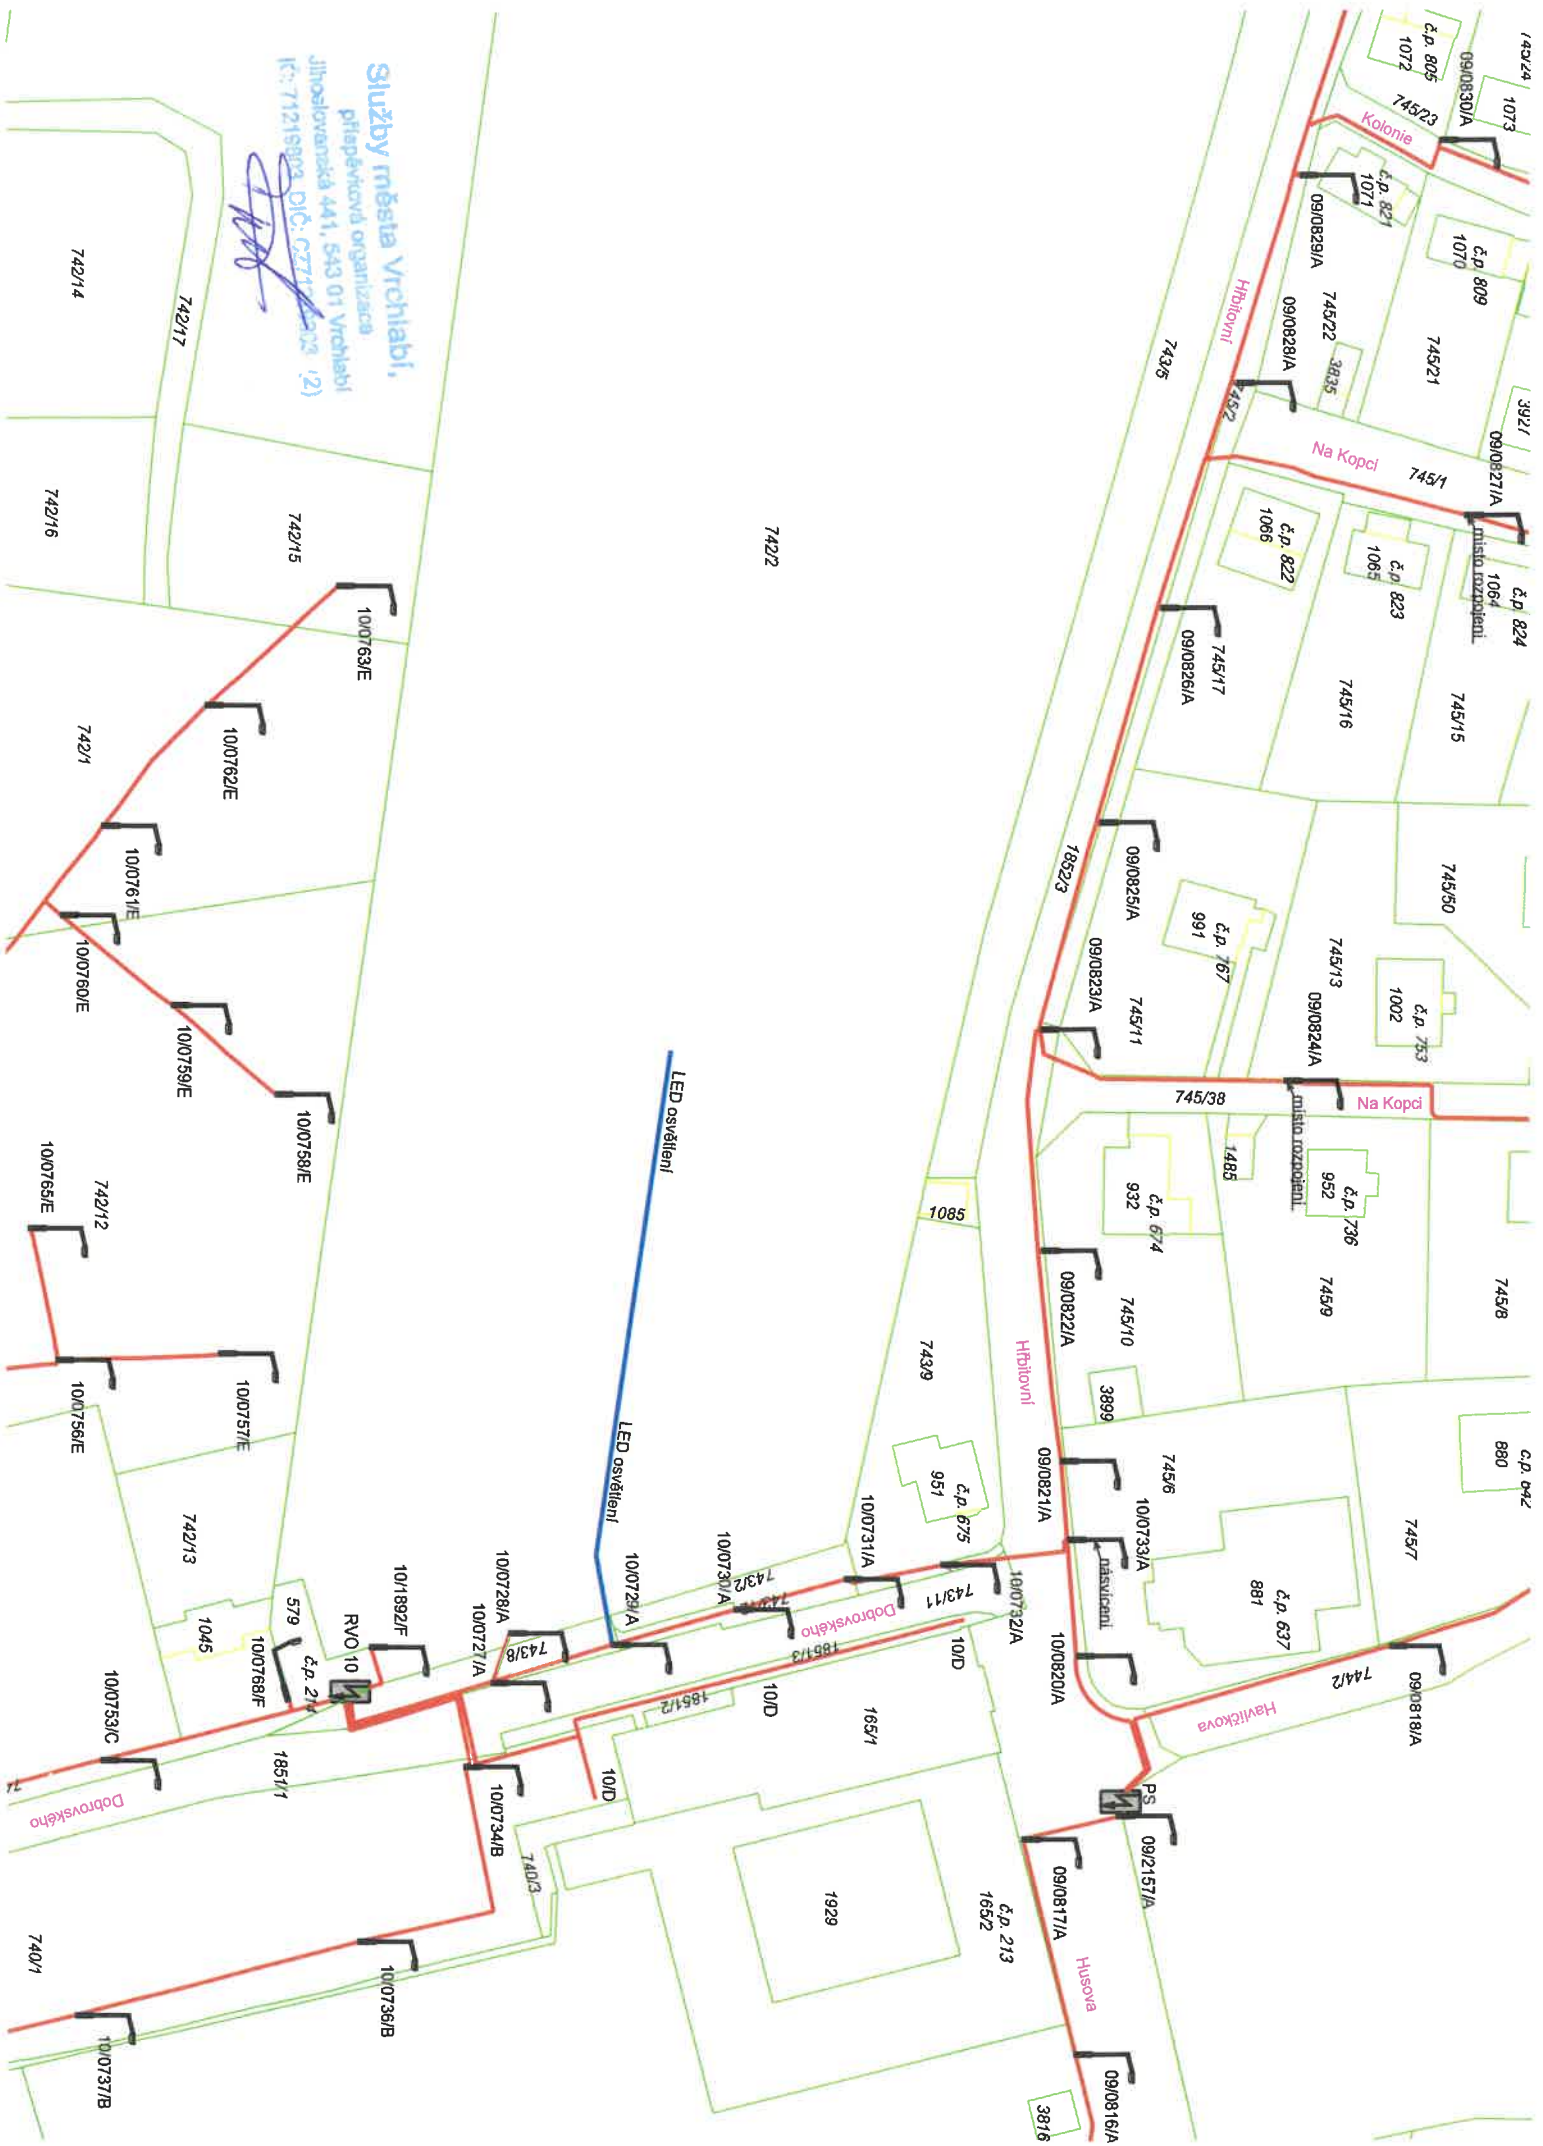 745/24
1073
09/0830/A
č.p. 805
1072
745/23
Kolonie
č.p. 821
1071
09/0829/A
č.p. 809
1070
745/22
09/0828/A
3835
745/21
3927
09/0827/A
Hřbitovní
743/5
745/2
Na Kopci
745/1
místo rozpojení
č.p. 824
1064
č.p. 823
1065
č.p. 822
1066
745/17
09/0826/A
745/16
745/15
09/0825/A
1852/3
745/50
č.p. 767
991
745/13
č.p. 753
1002
09/0824/A
09/0823/A
745/11
745/38
Na Kopci
místo rozpojení
1485
č.p. 736
952
č.p. 674
932
1085
09/0822/A
745/10
745/9
745/8
Hřbitovní
743/9
3899
č.p. 642
880
745/6
745/7
09/0821/A
10/0733/A
nasvícení
č.p. 675
951
č.p. 637
881
10/0731/A
10/0732/A
743/11
10/0730/A
743/2
Dobrovského
10/0729/A
1851/3
10/D
10/0820/A
744/2
09/0818/A
Havlíčkova
LED osvětlení
LED osvětlení
742/2
Služby města Vrchlabí,
příspěvková organizace
Jihoslovanská 441, 543 01 Vrchlabí
742/14
742/17
742/16
742/15
10/0763/E
10/0762/E
742/1
10/0761/E
10/0760/E
10/0759/E
10/0758/E
10/0765/E
742/12
10/0756/E
10/0757/E
742/13
1045
579
10/0768/F
RVO 10
10/1892/F
10/0728/A
10/0727/A
743/8
10/0753/C
1851/1
Dobrovského
10/0734/B
10/D
10/D
1851/2
165/1
740/3
740/1
10/0736/B
10/0737/B
1929
č.p. 213
165/2
PS
09/2157/A
09/0817/A
Husova
09/0816/A
3816